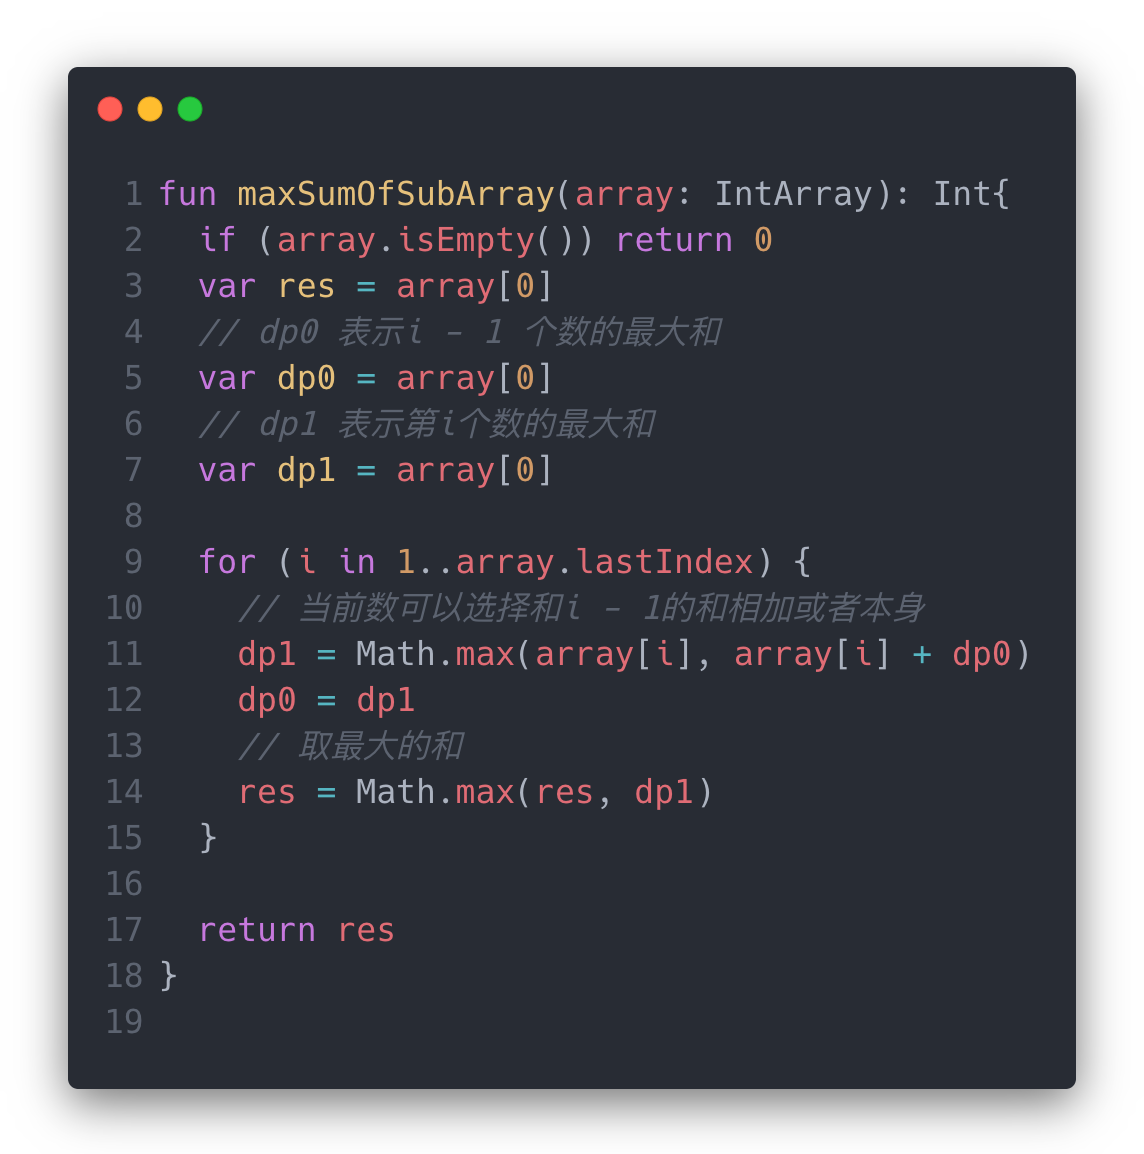 1 fun maxSumOfSubArray(array: IntArray): Int{
2   if (array.isEmpty()) return 0
3   var res = array[0]
4   // dp0 表示i - 1 个数的最大和
5   var dp0 = array[0]
6   // dp1 表示第i个数的最大和
7   var dp1 = array[0]
8
9   for (i in 1..array.lastIndex) {
10     // 当前数可以选择和i - 1的和相加或者本身
11     dp1 = Math.max(array[i], array[i] + dp0)
12     dp0 = dp1
13     // 取最大的和
14     res = Math.max(res, dp1)
15   }
16
17   return res
18 }
19